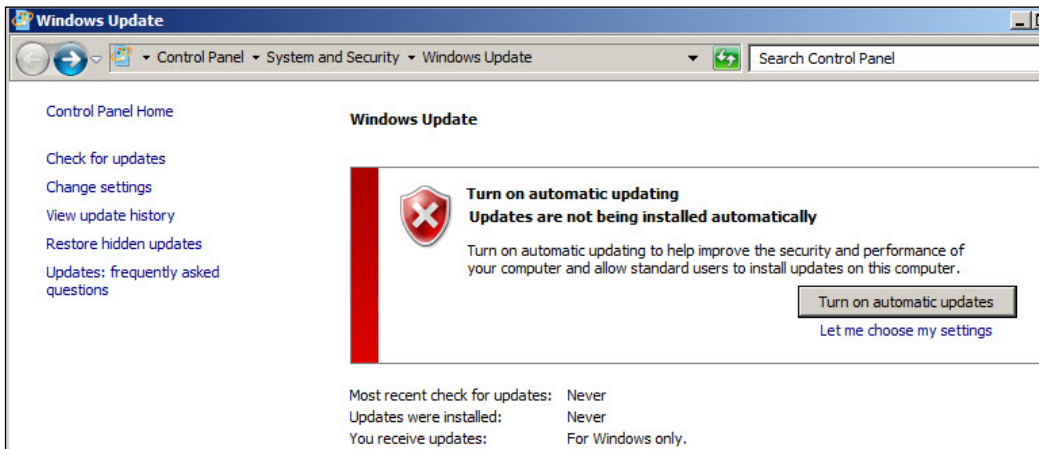 Windows Update
Control Panel System and Security Windows Update Search Control Panel
Control Panel Home
Check for updates
Change settings
View update history
Restore hidden updates
Updates: frequently asked
questions
Windows Update
Turn on automatic updating
Updates are not being installed automatically
Turn on automatic updating to help improve the security and performance of
your computer and allow standard users to install updates on this computer.
Turn on automatic updates
Let me choose my settings
Most recent check for updates: Never
Updates were installed: Never
You receive updates: For Windows only.